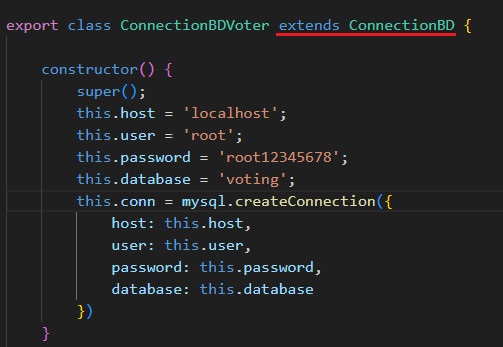 export class ConnectionBDVoter extends ConnectionBD {
constructor() {
super();
this.host = 'localhost';
this.user = 'root';
this.password = 'root12345678';
this.database = 'voting';
this.conn = mysql.createConnection({
host: this.host,
user: this.user,
password: this.password,
database: this.database
})
}